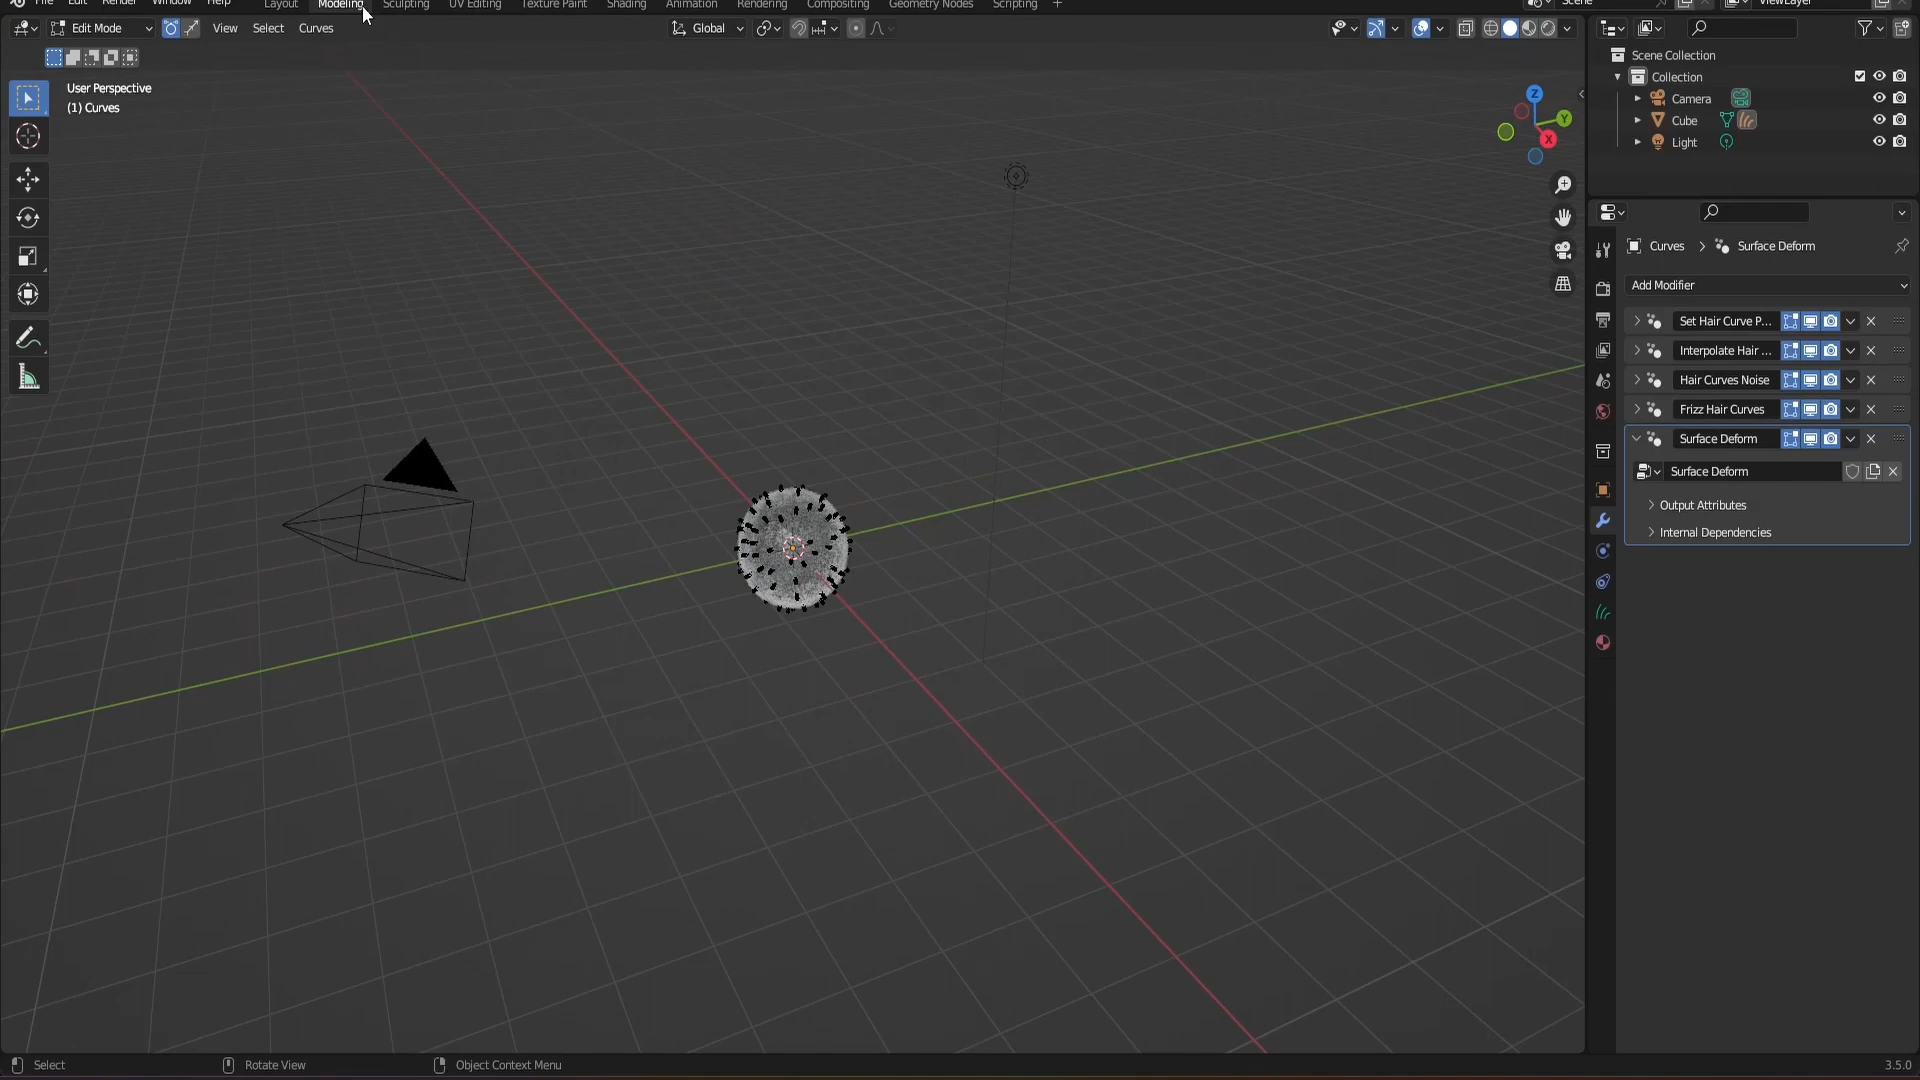 File Edit Render Window Help Layout Modeling Sculpting UV Editing Texture Paint Shading Animation Rendering Compositing Geometry Nodes Scripting + Scene ViewLayer
Edit Mode View Select Curves Global
User Perspective
(1) Curves
Z
Y
X
Scene Collection
Collection
Camera
Cube
Light
Curves > Surface Deform
Add Modifier
Set Hair Curve P...
Interpolate Hair ...
Hair Curves Noise
Frizz Hair Curves
Surface Deform
Surface Deform
Output Attributes
Internal Dependencies
Select Rotate View Object Context Menu 3.5.0